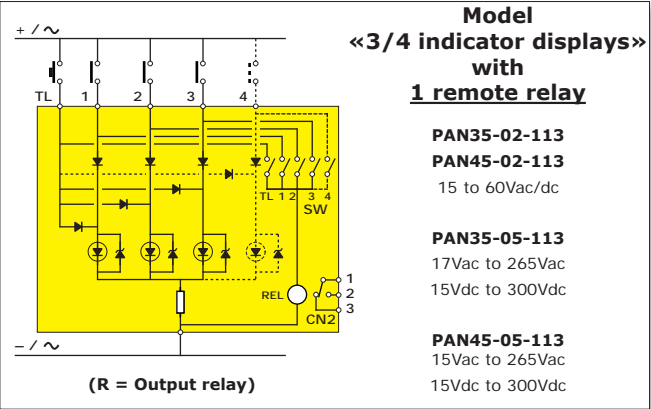 + / ∿
TL 1 2 3 4
TL 1 2 3 4
SW
REL
1
2
3
CN2
– / ∿
(R = Output relay)
Model
«3/4 indicator displays»
with
1 remote relay
PAN35-02-113
PAN45-02-113
15 to 60Vac/dc
PAN35-05-113
17Vac to 265Vac
15Vdc to 300Vdc
PAN45-05-113
15Vac to 265Vac
15Vdc to 300Vdc